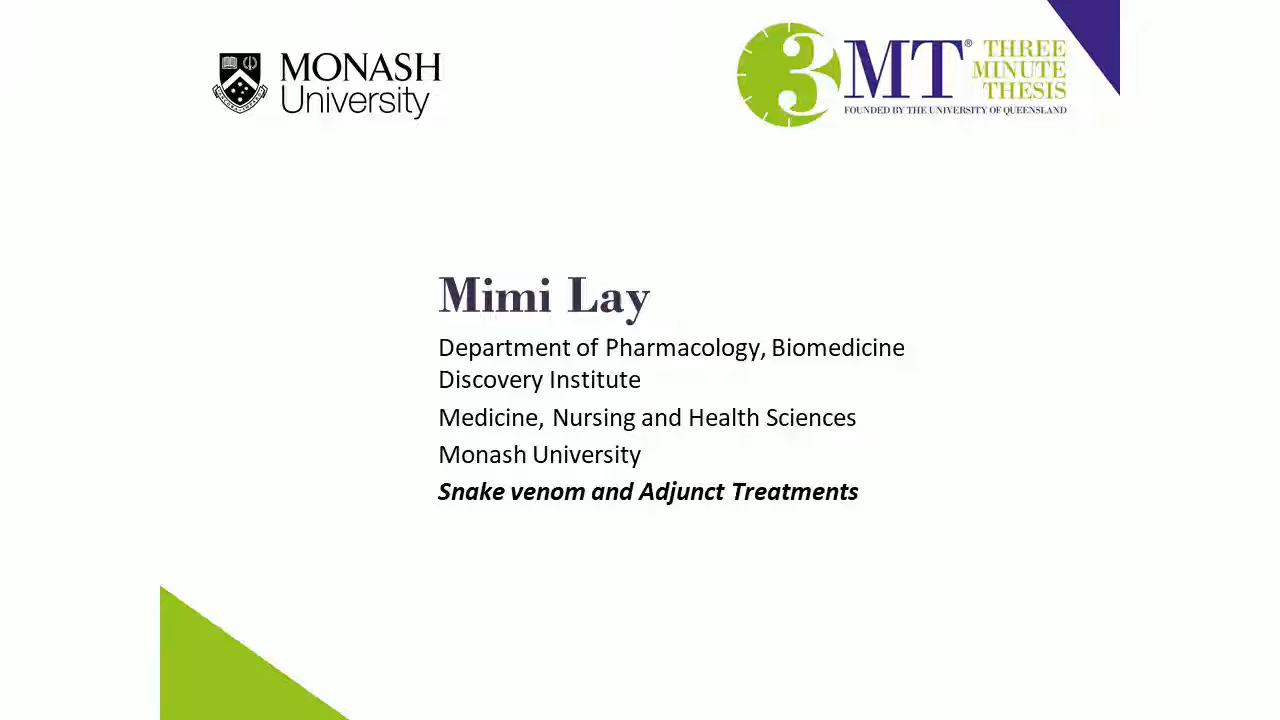 MONASH
University
3MT® THREE
MINUTE
THESIS
FOUNDED BY THE UNIVERSITY OF QUEENSLAND
Mimi Lay
Department of Pharmacology, Biomedicine
Discovery Institute
Medicine, Nursing and Health Sciences
Monash University
Snake venom and Adjunct Treatments